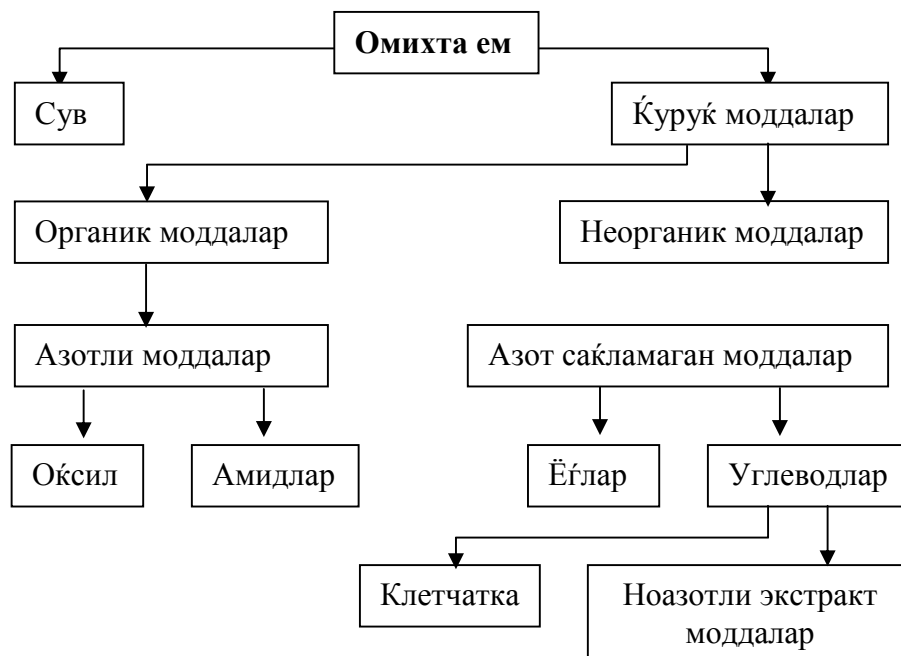 Омихта ем
Сув
Ќуруќ моддалар
Органик моддалар
Неорганик моддалар
Азотли моддалар
Азот саќламаган моддалар
Оќсил
Амидлар
Ёѓлар
Углеводлар
Клетчатка
Ноазотли экстракт
моддалар